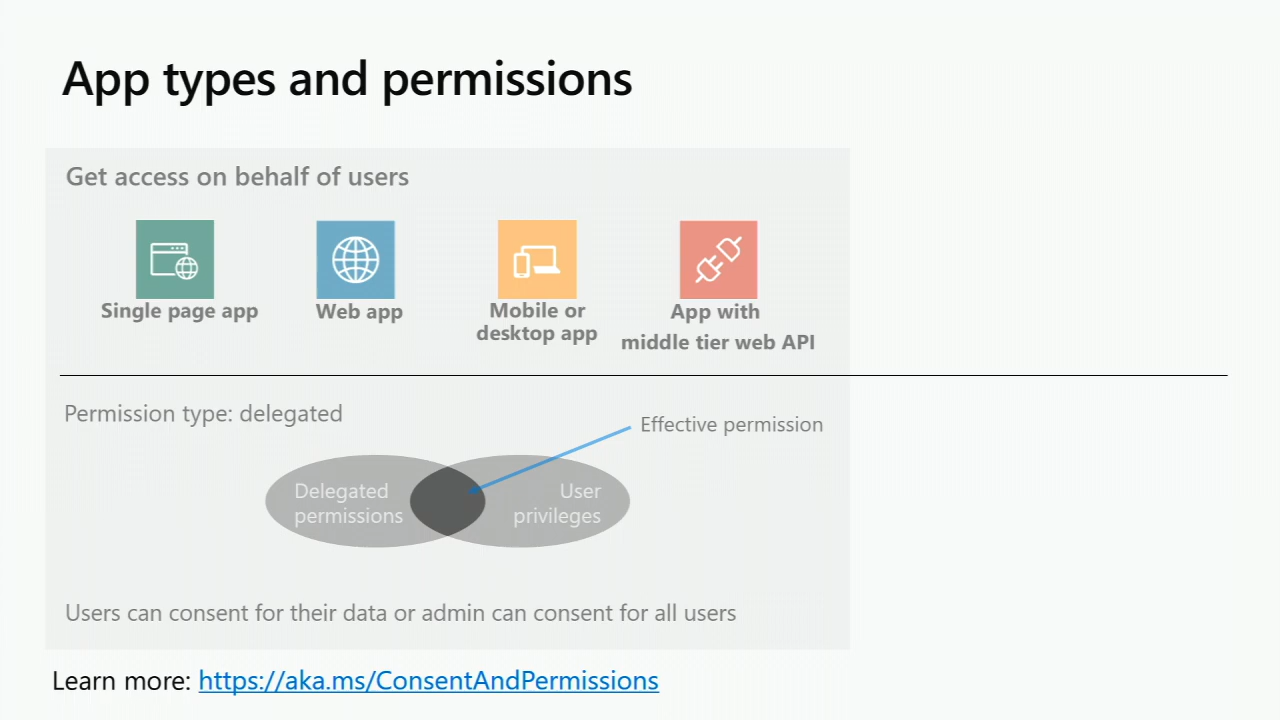 App types and permissions
Get access on behalf of users
Single page app
Web app
Mobile or
desktop app
App with
middle tier web API
Permission type: delegated
Effective permission
Delegated
permissions
User
privileges
Users can consent for their data or admin can consent for all users
Learn more: https://aka.ms/ConsentAndPermissions